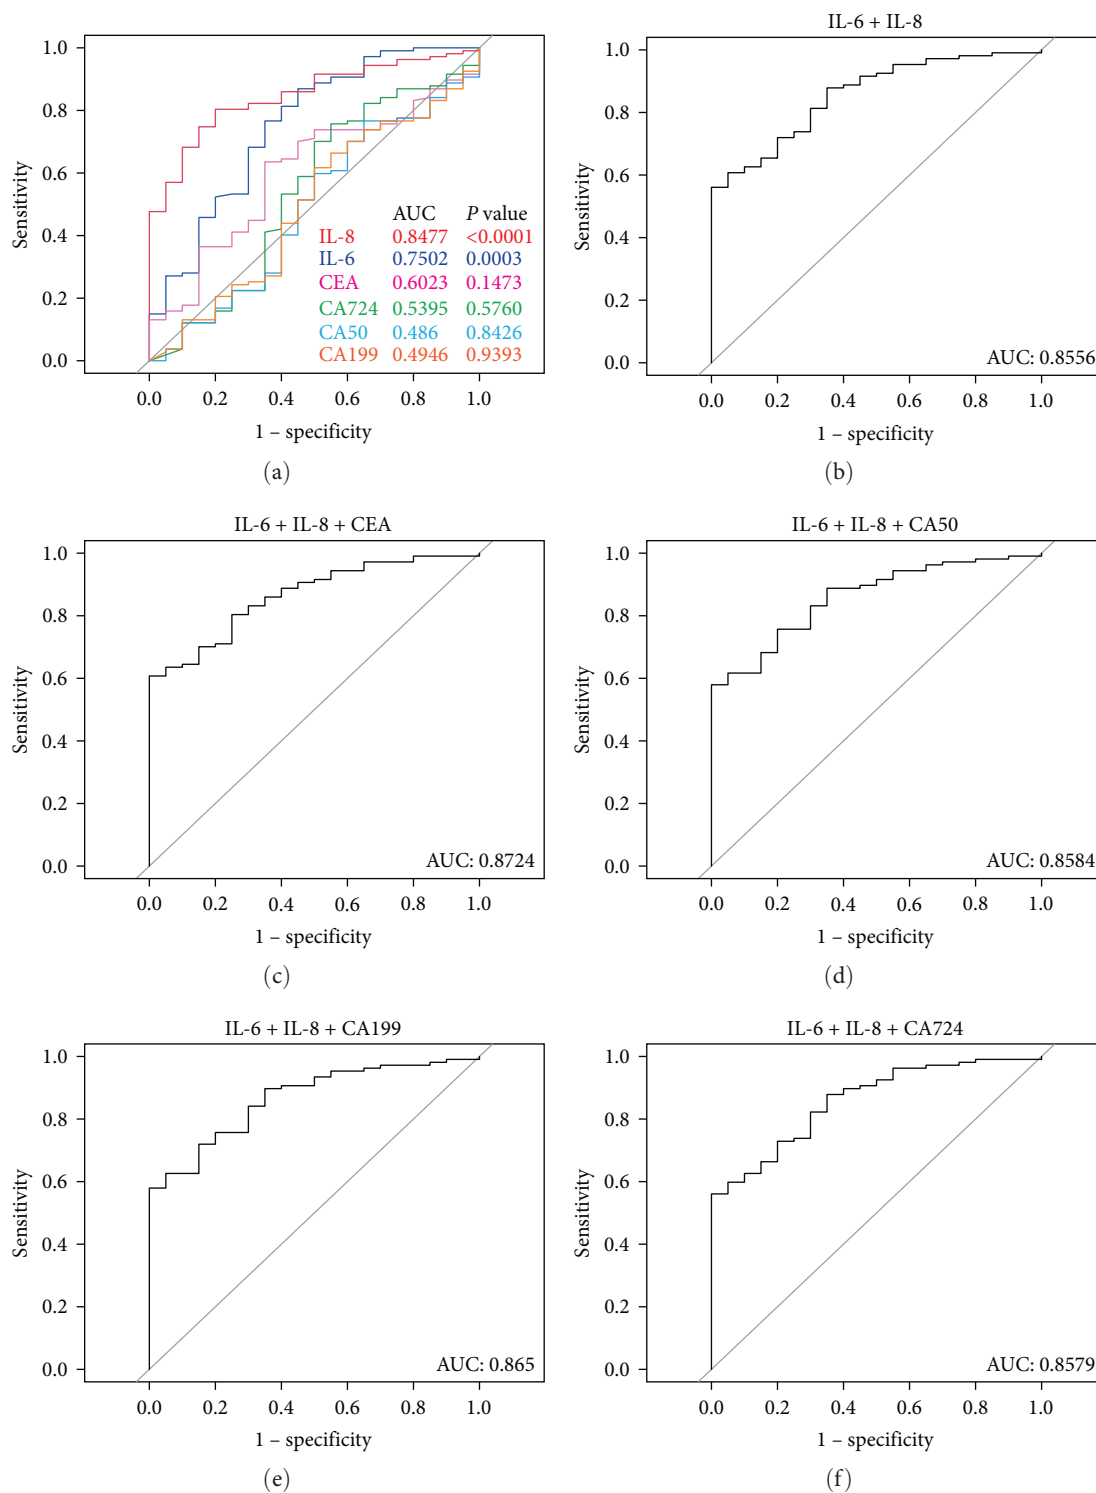 IL-6 + IL-8
1.0
0.8
0.6
0.4
0.2
0.0
Sensitivity
AUC P value
IL-8 0.8477 <0.0001
IL-6 0.7502 0.0003
CEA 0.6023 0.1473
CA724 0.5395 0.5760
CA50 0.486 0.8426
CA199 0.4946 0.9393
0.0 0.2 0.4 0.6 0.8 1.0
1 – specificity
(a)
1.0
0.8
0.6
0.4
0.2
0.0
Sensitivity
AUC: 0.8556
0.0 0.2 0.4 0.6 0.8 1.0
1 – specificity
(b)
IL-6 + IL-8 + CEA
1.0
0.8
0.6
0.4
0.2
0.0
Sensitivity
AUC: 0.8724
0.0 0.2 0.4 0.6 0.8 1.0
1 – specificity
(c)
IL-6 + IL-8 + CA50
1.0
0.8
0.6
0.4
0.2
0.0
Sensitivity
AUC: 0.8584
0.0 0.2 0.4 0.6 0.8 1.0
1 – specificity
(d)
IL-6 + IL-8 + CA199
1.0
0.8
0.6
0.4
0.2
0.0
Sensitivity
AUC: 0.865
0.0 0.2 0.4 0.6 0.8 1.0
1 – specificity
(e)
IL-6 + IL-8 + CA724
1.0
0.8
0.6
0.4
0.2
0.0
Sensitivity
AUC: 0.8579
0.0 0.2 0.4 0.6 0.8 1.0
1 – specificity
(f)